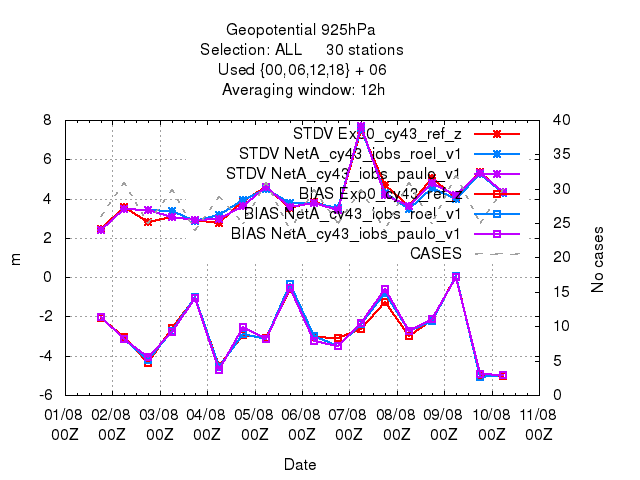 Geopotential 925hPa
Selection: ALL 30 stations
Used {00,06,12,18} + 06
Averaging window: 12h
8
6
4
2
0
-2
-4
-6
m
40
35
30
25
20
15
10
5
0
No cases
STDV Exp0_cy43_ref_z
STDV NetA_cy43_iobs_roel_v1
STDV NetA_cy43_iobs_paulo_v1
BIAS Exp0_cy43_ref_z
BIAS NetA_cy43_iobs_roel_v1
BIAS NetA_cy43_iobs_paulo_v1
CASES
01/08 02/08 03/08 04/08 05/08 06/08 07/08 08/08 09/08 10/08 11/08
00Z 00Z 00Z 00Z 00Z 00Z 00Z 00Z 00Z 00Z 00Z
Date